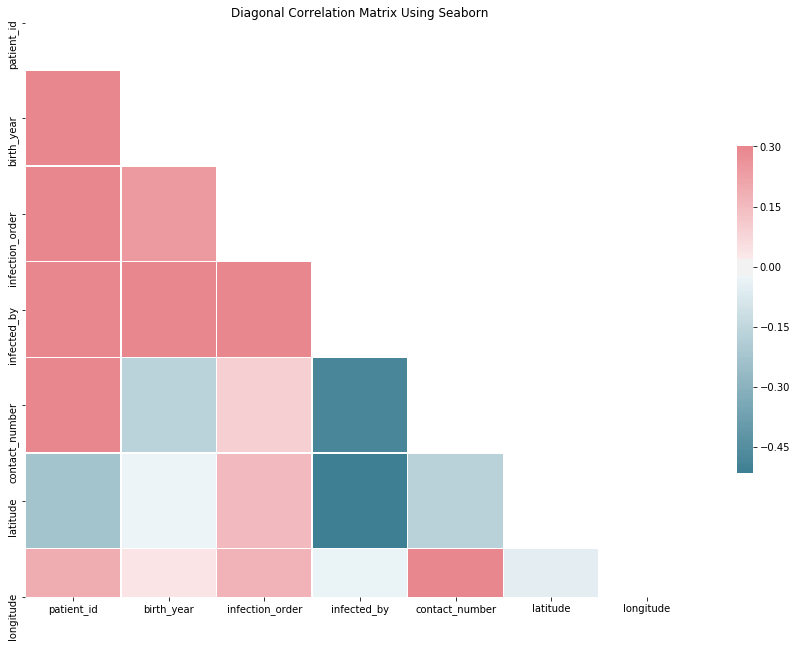 Diagonal Correlation Matrix Using Seaborn
patient_id
birth_year
infection_order
infected_by
contact_number
latitude
longitude
0.30
0.15
0.00
−0.15
−0.30
−0.45
patient_id birth_year infection_order infected_by contact_number latitude longitude